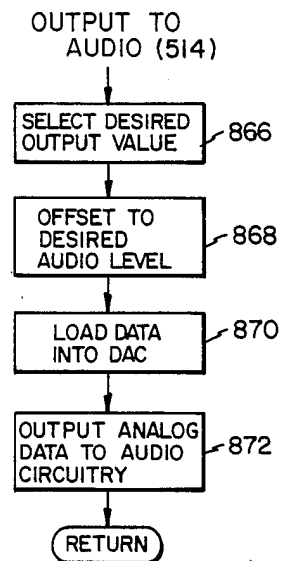 OUTPUT TO
AUDIO (514)
SELECT DESIRED
OUTPUT VALUE
866
OFFSET TO
DESIRED
AUDIO LEVEL
868
LOAD DATA
INTO DAC
870
OUTPUT ANALOG
DATA TO AUDIO
CIRCUITRY
872
RETURN